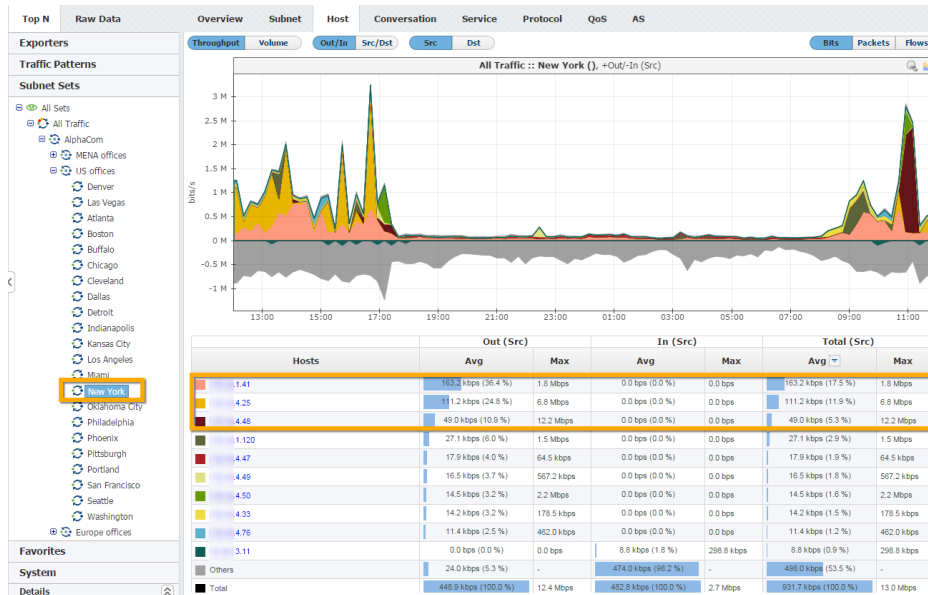 Top N Raw Data Overview Subnet Host Conversation Service Protocol QoS AS
Exporters
Traffic Patterns
Subnet Sets
All Sets
All Traffic
AlphaCom
MENA offices
US offices
Denver
Las Vegas
Atlanta
Boston
Buffalo
Chicago
Cleveland
Dallas
Detroit
Indianapolis
Kansas City
Los Angeles
Miami
New York
Oklahoma City
Philadelphia
Phoenix
Pittsburgh
Portland
San Francisco
Seattle
Washington
Europe offices
Favorites
System
Details
Throughput Volume Out/In Src/Dst Src Dst Bits Packets Flows
All Traffic :: New York (), +Out/-In (Src)
bits/s
3 M
2.5 M
2 M
1.5 M
1 M
0.5 M
0 M
-0.5 M
-1 M
13:00 15:00 17:00 19:00 21:00 23:00 01:00 03:00 05:00 07:00 09:00 11:00
Out (Src) In (Src) Total (Src)
Hosts Avg Max Avg Max Avg Max
.1.41 163.2 kbps (36.4 %) 1.8 Mbps 0.0 bps (0.0 %) 0.0 bps 163.2 kbps (17.5 %) 1.8 Mbps
.4.25 111.2 kbps (24.8 %) 6.8 Mbps 0.0 bps (0.0 %) 0.0 bps 111.2 kbps (11.9 %) 6.8 Mbps
.4.48 49.0 kbps (10.9 %) 12.2 Mbps 0.0 bps (0.0 %) 0.0 bps 49.0 kbps (5.3 %) 12.2 Mbps
.1.120 27.1 kbps (6.0 %) 1.5 Mbps 0.0 bps (0.0 %) 0.0 bps 27.1 kbps (2.9 %) 1.5 Mbps
.4.47 17.9 kbps (4.0 %) 64.5 kbps 0.0 bps (0.0 %) 0.0 bps 17.9 kbps (1.9 %) 64.5 kbps
.4.49 16.5 kbps (3.7 %) 567.2 kbps 0.0 bps (0.0 %) 0.0 bps 16.5 kbps (1.8 %) 567.2 kbps
.4.50 14.5 kbps (3.2 %) 2.2 Mbps 0.0 bps (0.0 %) 0.0 bps 14.5 kbps (1.6 %) 2.2 Mbps
.4.33 14.2 kbps (3.2 %) 178.5 kbps 0.0 bps (0.0 %) 0.0 bps 14.2 kbps (1.5 %) 178.5 kbps
.4.76 11.4 kbps (2.5 %) 462.0 kbps 0.0 bps (0.0 %) 0.0 bps 11.4 kbps (1.2 %) 462.0 kbps
3.11 0.0 bps (0.0 %) 0.0 bps 8.8 kbps (1.8 %) 298.8 kbps 8.8 kbps (0.9 %) 298.8 kbps
Others 24.0 kbps (5.3 %) - 474.0 kbps (98.2 %) - 498.0 kbps (53.5 %) -
Total 448.9 kbps (100.0 %) 12.4 Mbps 482.8 kbps (100.0 %) 2.7 Mbps 931.7 kbps (100.0 %) 13.0 Mbps